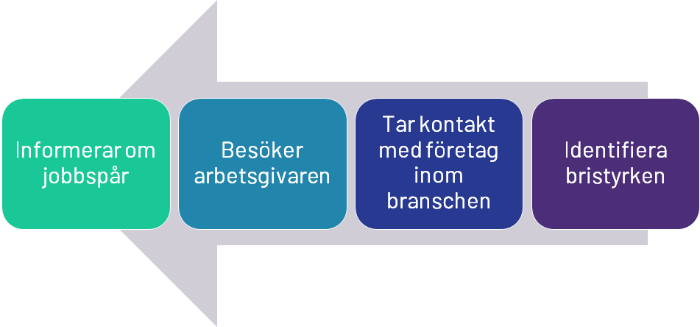 Informerar om
jobbspår
Besöker
arbetsgivaren
Tar kontakt
med företag
inom
branschen
Identifiera
bristyrken